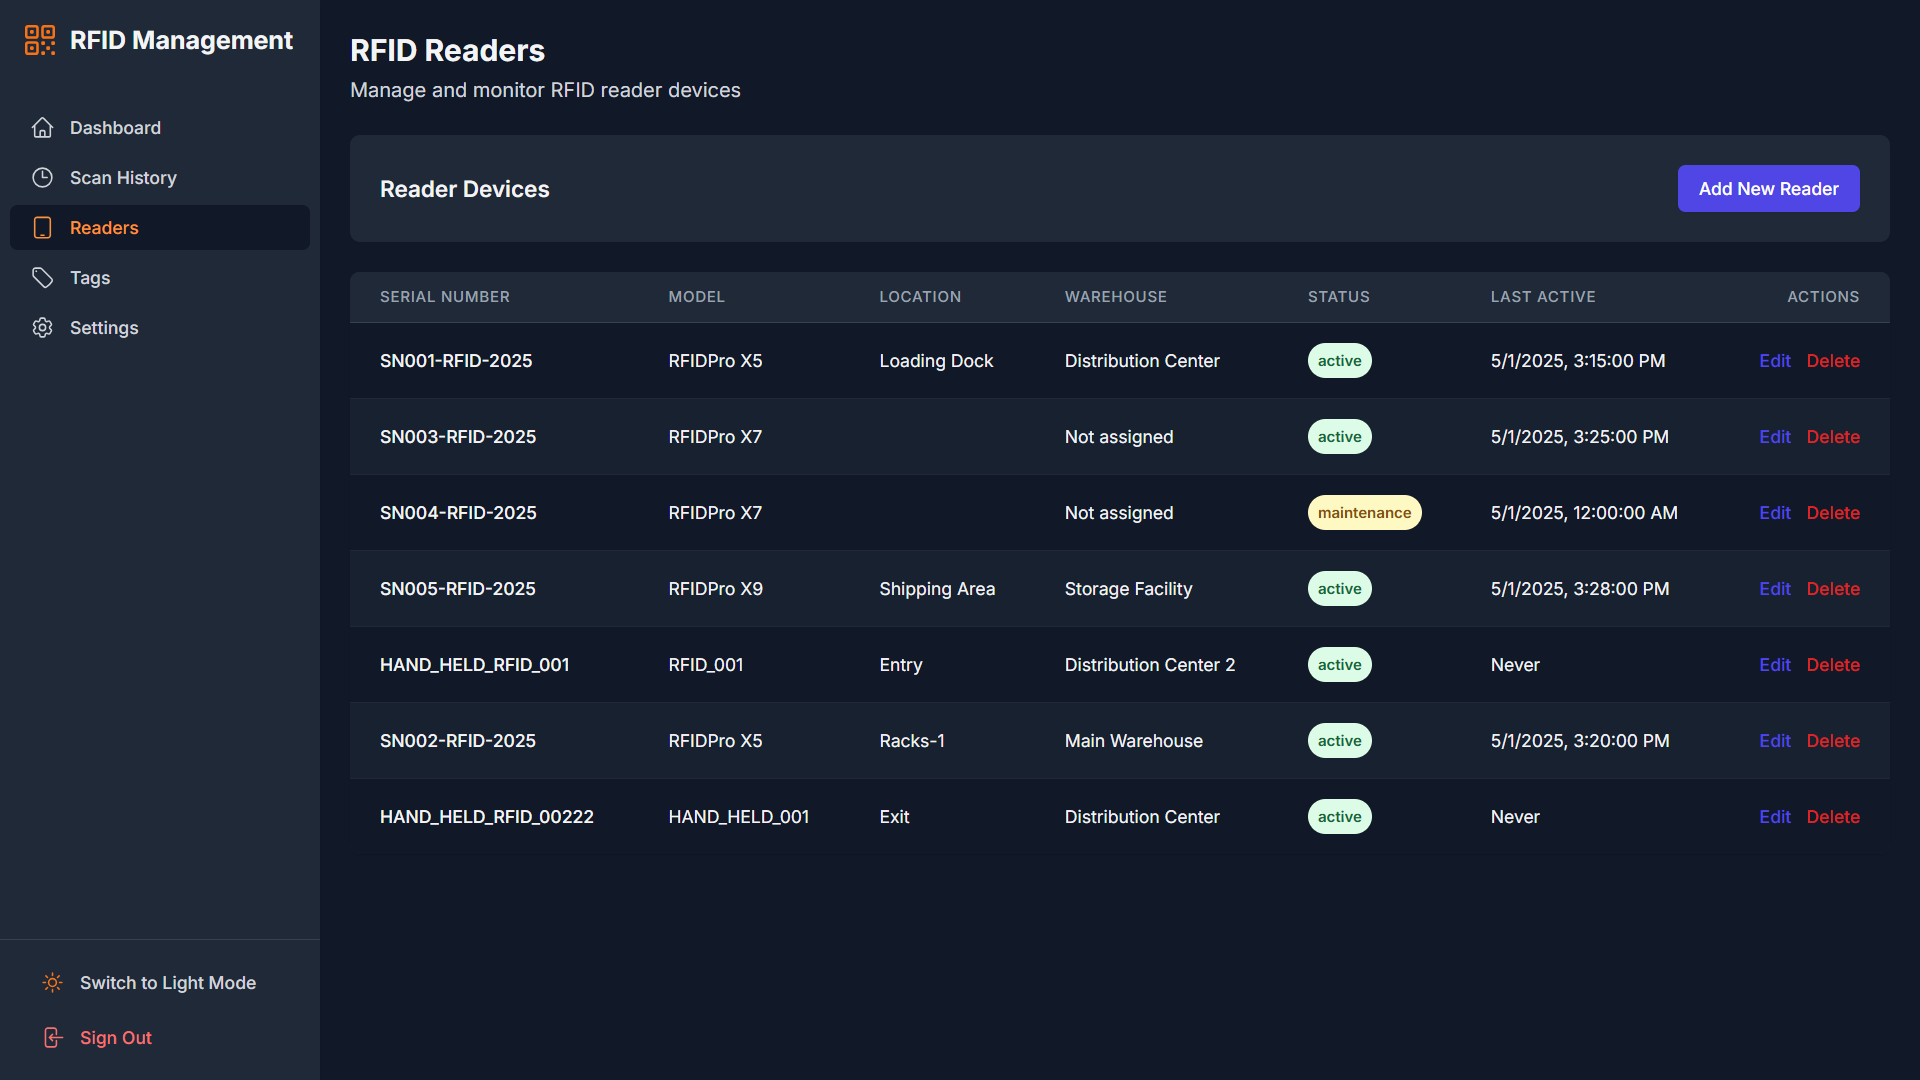 RFID Management
Dashboard
Scan History
Readers
Tags
Settings
Switch to Light Mode
Sign Out
RFID Readers
Manage and monitor RFID reader devices
Reader Devices
Add New Reader
SERIAL NUMBER MODEL LOCATION WAREHOUSE STATUS LAST ACTIVE ACTIONS
SN001-RFID-2025 RFIDPro X5 Loading Dock Distribution Center active 5/1/2025, 3:15:00 PM Edit Delete
SN003-RFID-2025 RFIDPro X7 Not assigned active 5/1/2025, 3:25:00 PM Edit Delete
SN004-RFID-2025 RFIDPro X7 Not assigned maintenance 5/1/2025, 12:00:00 AM Edit Delete
SN005-RFID-2025 RFIDPro X9 Shipping Area Storage Facility active 5/1/2025, 3:28:00 PM Edit Delete
HAND_HELD_RFID_001 RFID_001 Entry Distribution Center 2 active Never Edit Delete
SN002-RFID-2025 RFIDPro X5 Racks-1 Main Warehouse active 5/1/2025, 3:20:00 PM Edit Delete
HAND_HELD_RFID_00222 HAND_HELD_001 Exit Distribution Center active Never Edit Delete